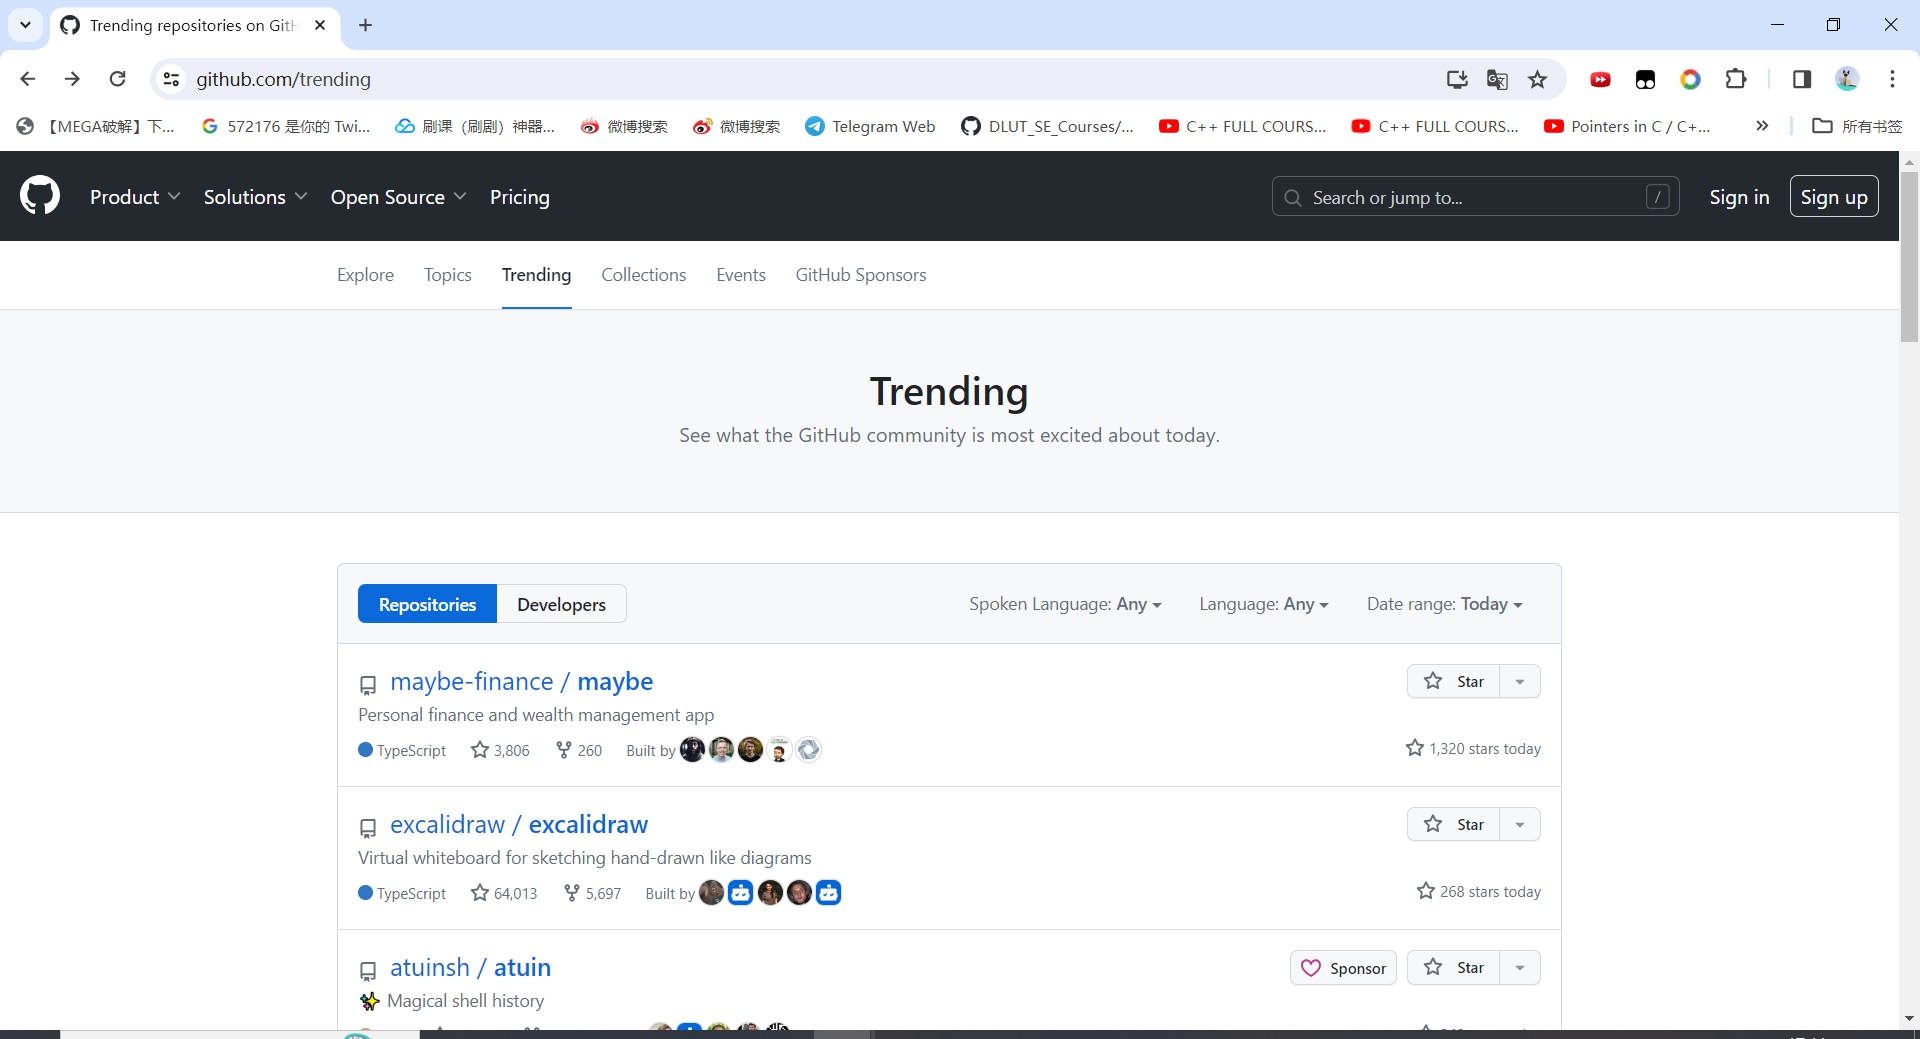 Trending repositories on GitH
github.com/trending
【MEGA破解】下...
572176 是你的 Twi...
刷课（刷剧）神器...
微博搜索
微博搜索
Telegram Web
DLUT_SE_Courses/...
C++ FULL COURS...
C++ FULL COURS...
Pointers in C / C+...
所有书签
Product
Solutions
Open Source
Pricing
Search or jump to...
/
Sign in
Sign up
Explore
Topics
Trending
Collections
Events
GitHub Sponsors
Trending
See what the GitHub community is most excited about today.
Repositories
Developers
Spoken Language: Any
Language: Any
Date range: Today
maybe-finance / maybe
Star
Personal finance and wealth management app
TypeScript
3,806
260
Built by
1,320 stars today
excalidraw / excalidraw
Star
Virtual whiteboard for sketching hand-drawn like diagrams
TypeScript
64,013
5,697
Built by
268 stars today
atuinsh / atuin
Sponsor
Star
✨ Magical shell history